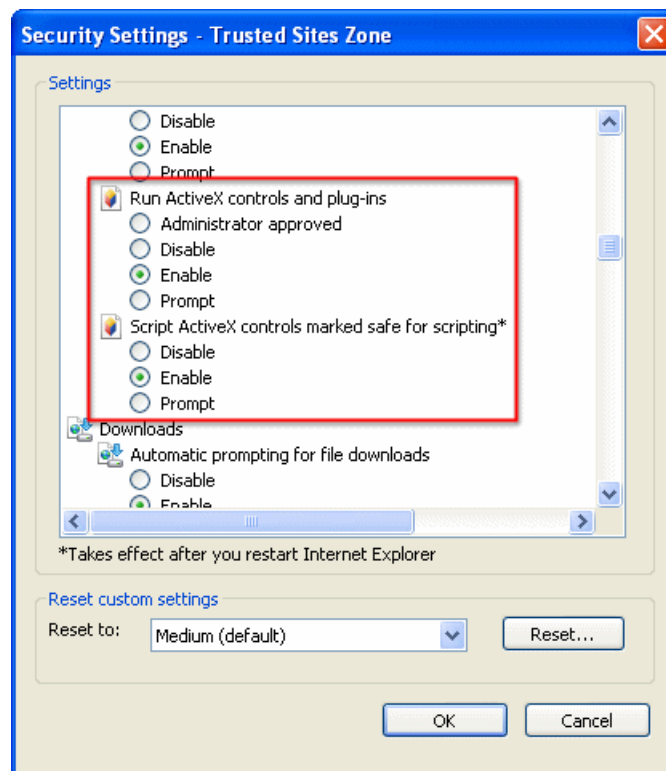 Security Settings - Trusted Sites Zone
Settings
Disable
Enable
Prompt
Run ActiveX controls and plug-ins
Administrator approved
Disable
Enable
Prompt
Script ActiveX controls marked safe for scripting*
Disable
Enable
Prompt
Downloads
Automatic prompting for file downloads
Disable
Enable
*Takes effect after you restart Internet Explorer
Reset custom settings
Reset to: Medium (default) Reset...
OK Cancel